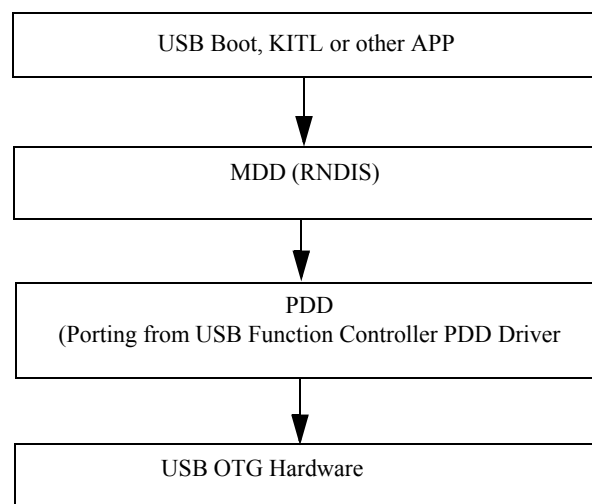 USB Boot, KITL or other APP
MDD (RNDIS)
PDD
(Porting from USB Function Controller PDD Driver
USB OTG Hardware